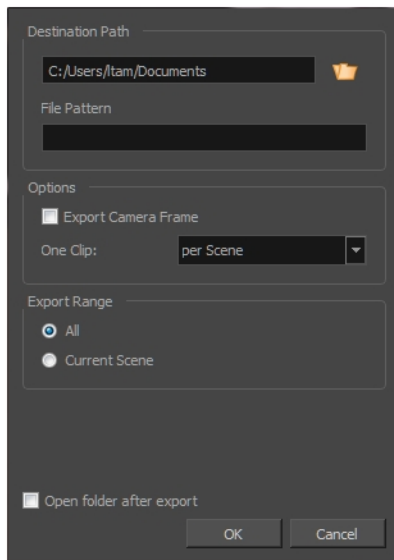 Destination Path
C:/Users/ltam/Documents
File Pattern
Options
Export Camera Frame
One Clip: per Scene
Export Range
All
Current Scene
Open folder after export
OK Cancel